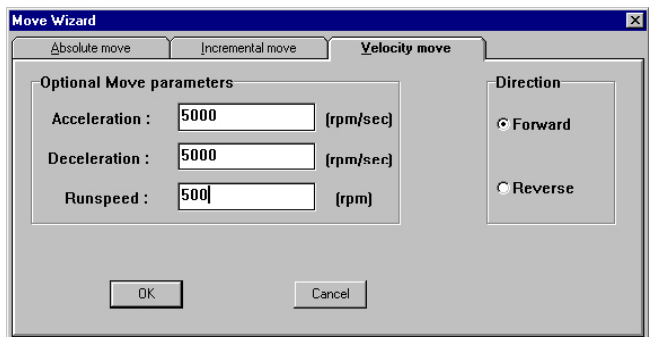 Move Wizard
Absolute move
Incremental move
Velocity move
Optional Move parameters
Acceleration : 5000 (rpm/sec)
Deceleration : 5000 (rpm/sec)
Runspeed : 500 (rpm)
Direction
Forward
Reverse
OK
Cancel